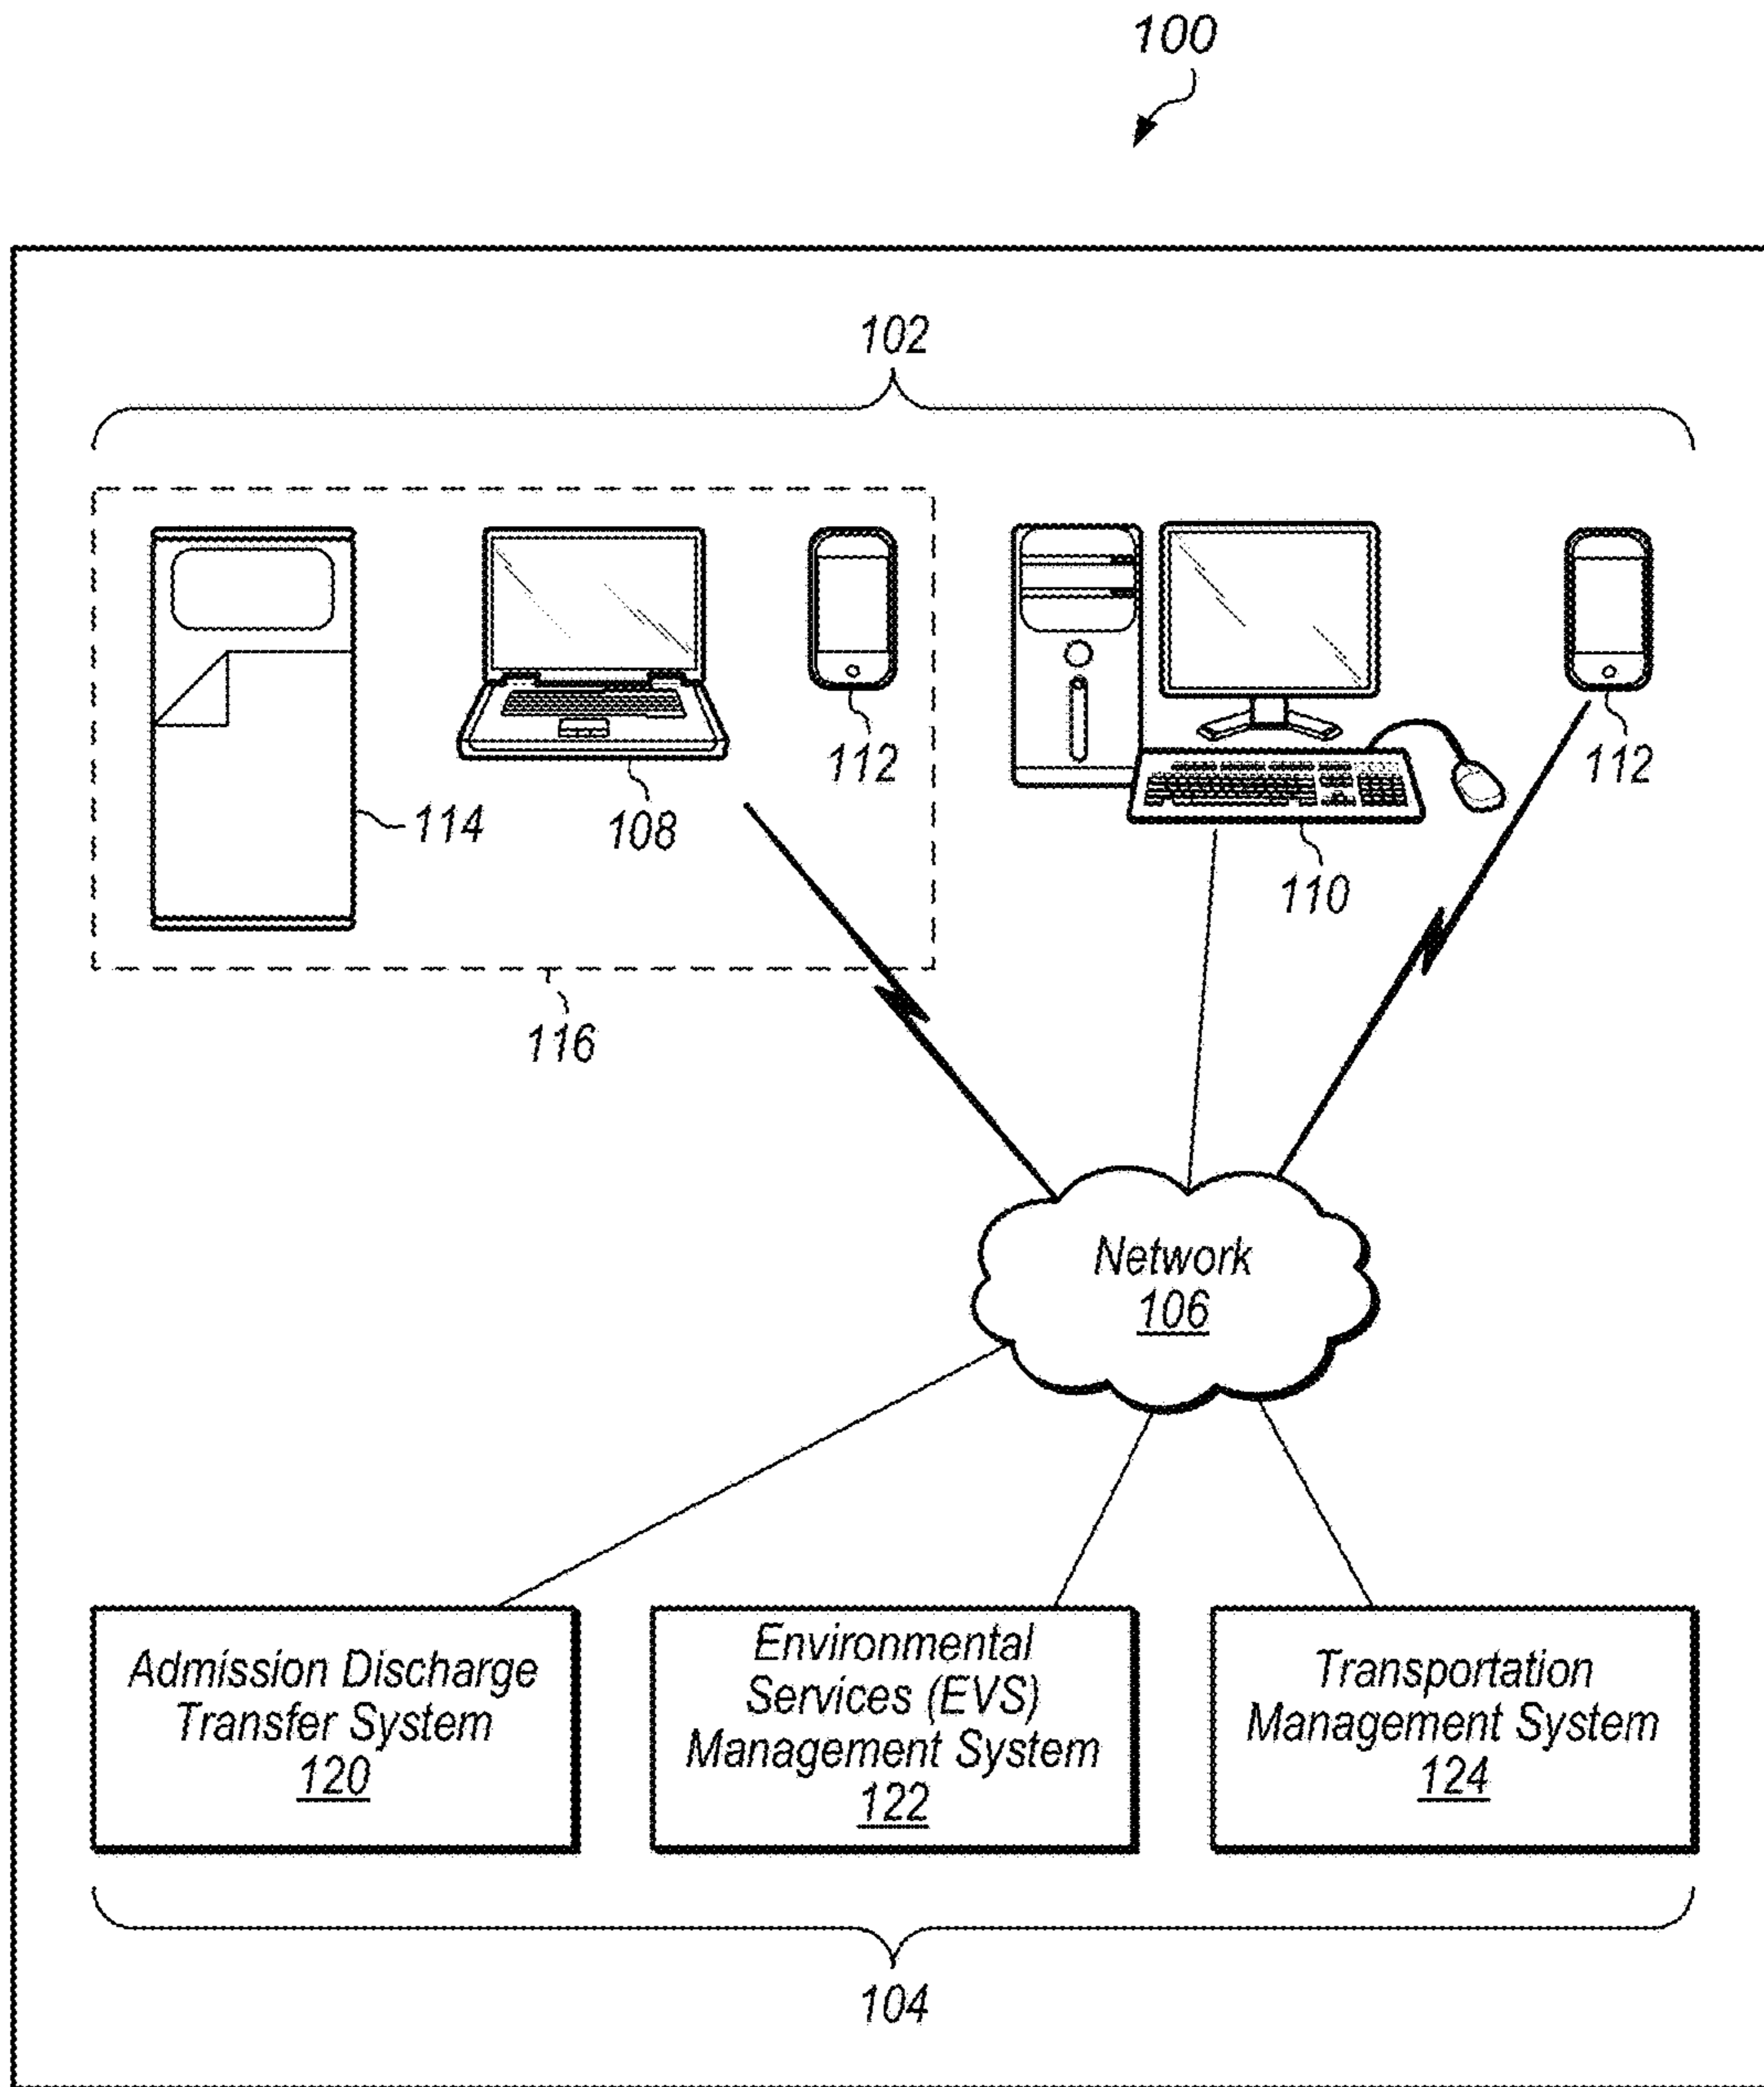 100
102
112
112
108
114
110
116
Network
106
Admission Discharge
Transfer System
120
Environmental
Services (EVS)
Management System
122
Transportation
Management System
124
104